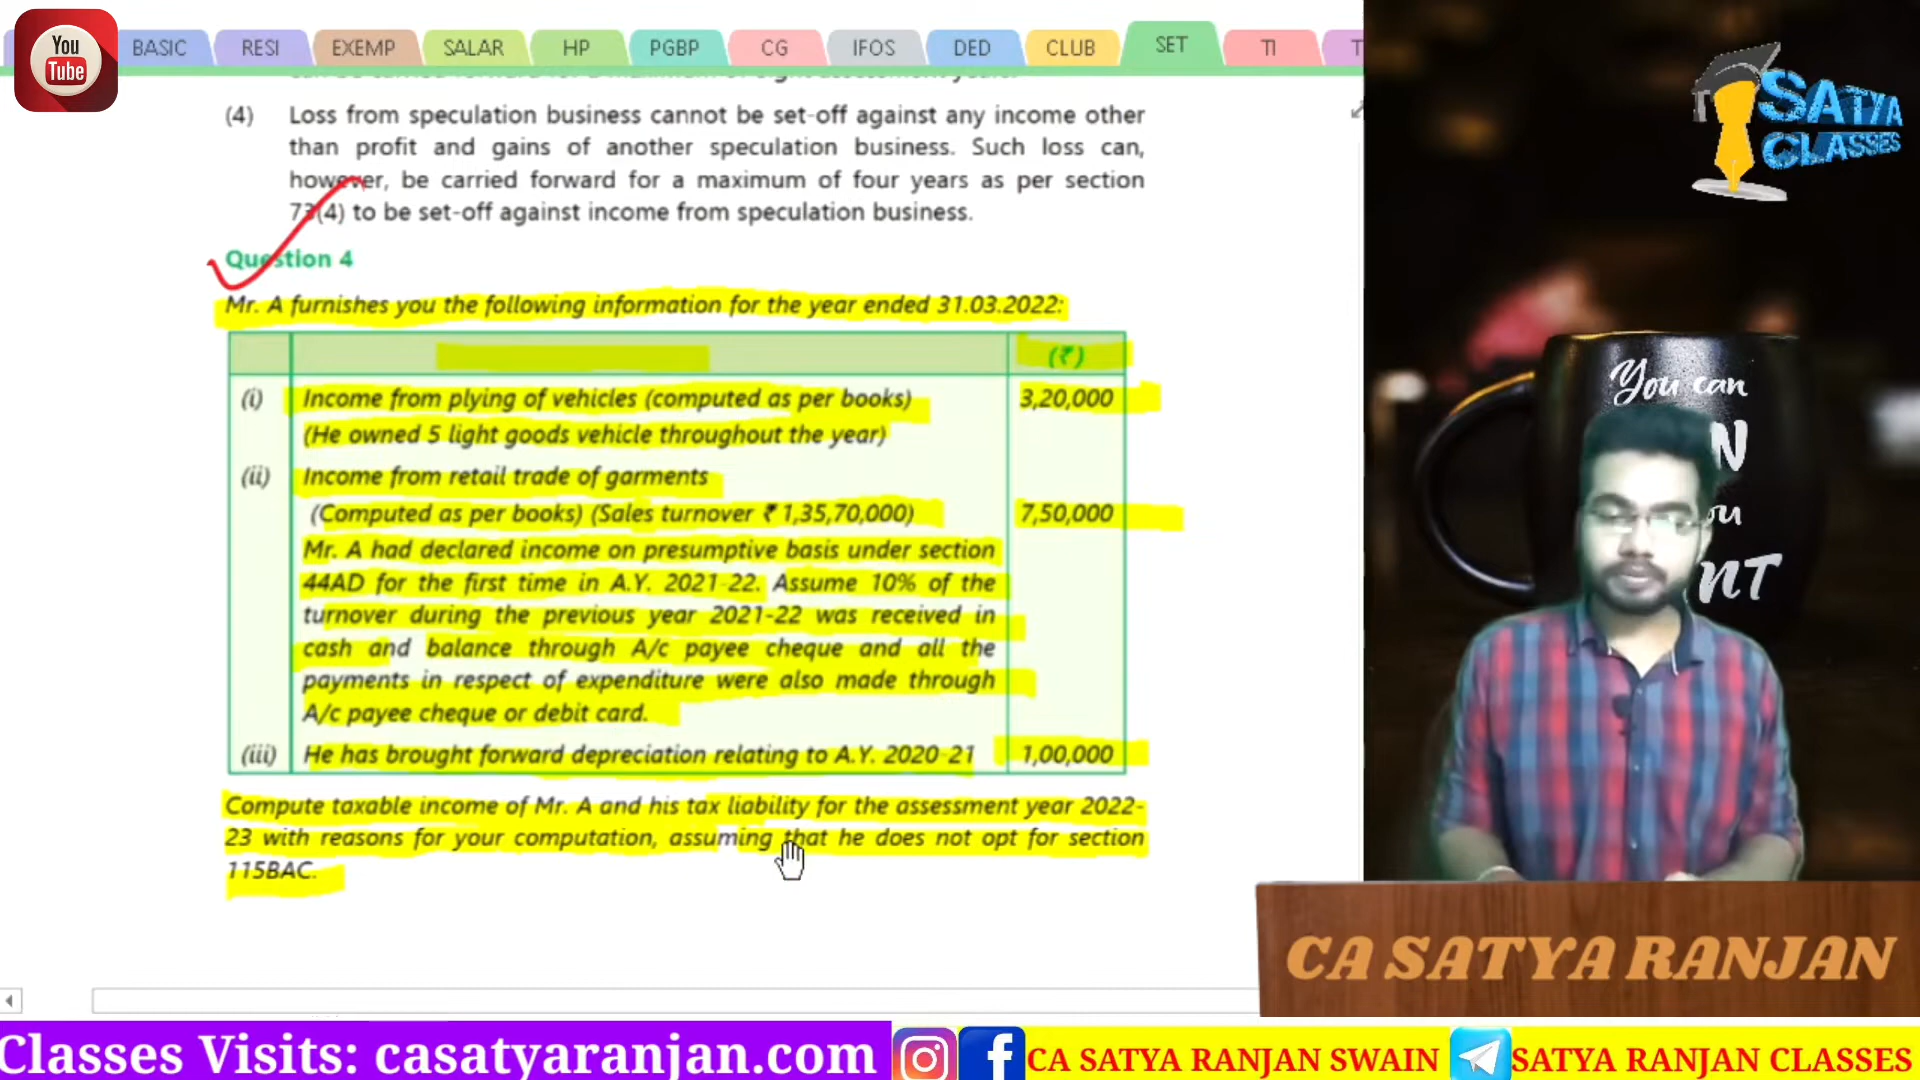 You
Tube
BASIC
RESI
EXEMP
SALAR
HP
PGBP
CG
IFOS
DED
CLUB
SET
TI
T
SATYA
CLASSES
(4) Loss from speculation business cannot be set-off against any income other
than profit and gains of another speculation business. Such loss can,
however, be carried forward for a maximum of four years as per section
73(4) to be set-off against income from speculation business.
Question 4
Mr. A furnishes you the following information for the year ended 31.03.2022:
(₹)
(i) Income from plying of vehicles (computed as per books) 3,20,000
(He owned 5 light goods vehicle throughout the year)
(ii) Income from retail trade of garments
(Computed as per books) (Sales turnover ₹ 1,35,70,000) 7,50,000
Mr. A had declared income on presumptive basis under section
44AD for the first time in A.Y. 2021-22. Assume 10% of the
turnover during the previous year 2021-22 was received in
cash and balance through A/c payee cheque and all the
payments in respect of expenditure were also made through
A/c payee cheque or debit card.
(iii) He has brought forward depreciation relating to A.Y. 2020-21 1,00,000
Compute taxable income of Mr. A and his tax liability for the assessment year 2022-
23 with reasons for your computation, assuming that he does not opt for section
115BAC.
You can
CA SATYA RANJAN
Classes Visits: casatyaranjan.com
CA SATYA RANJAN SWAIN
SATYA RANJAN CLASSES